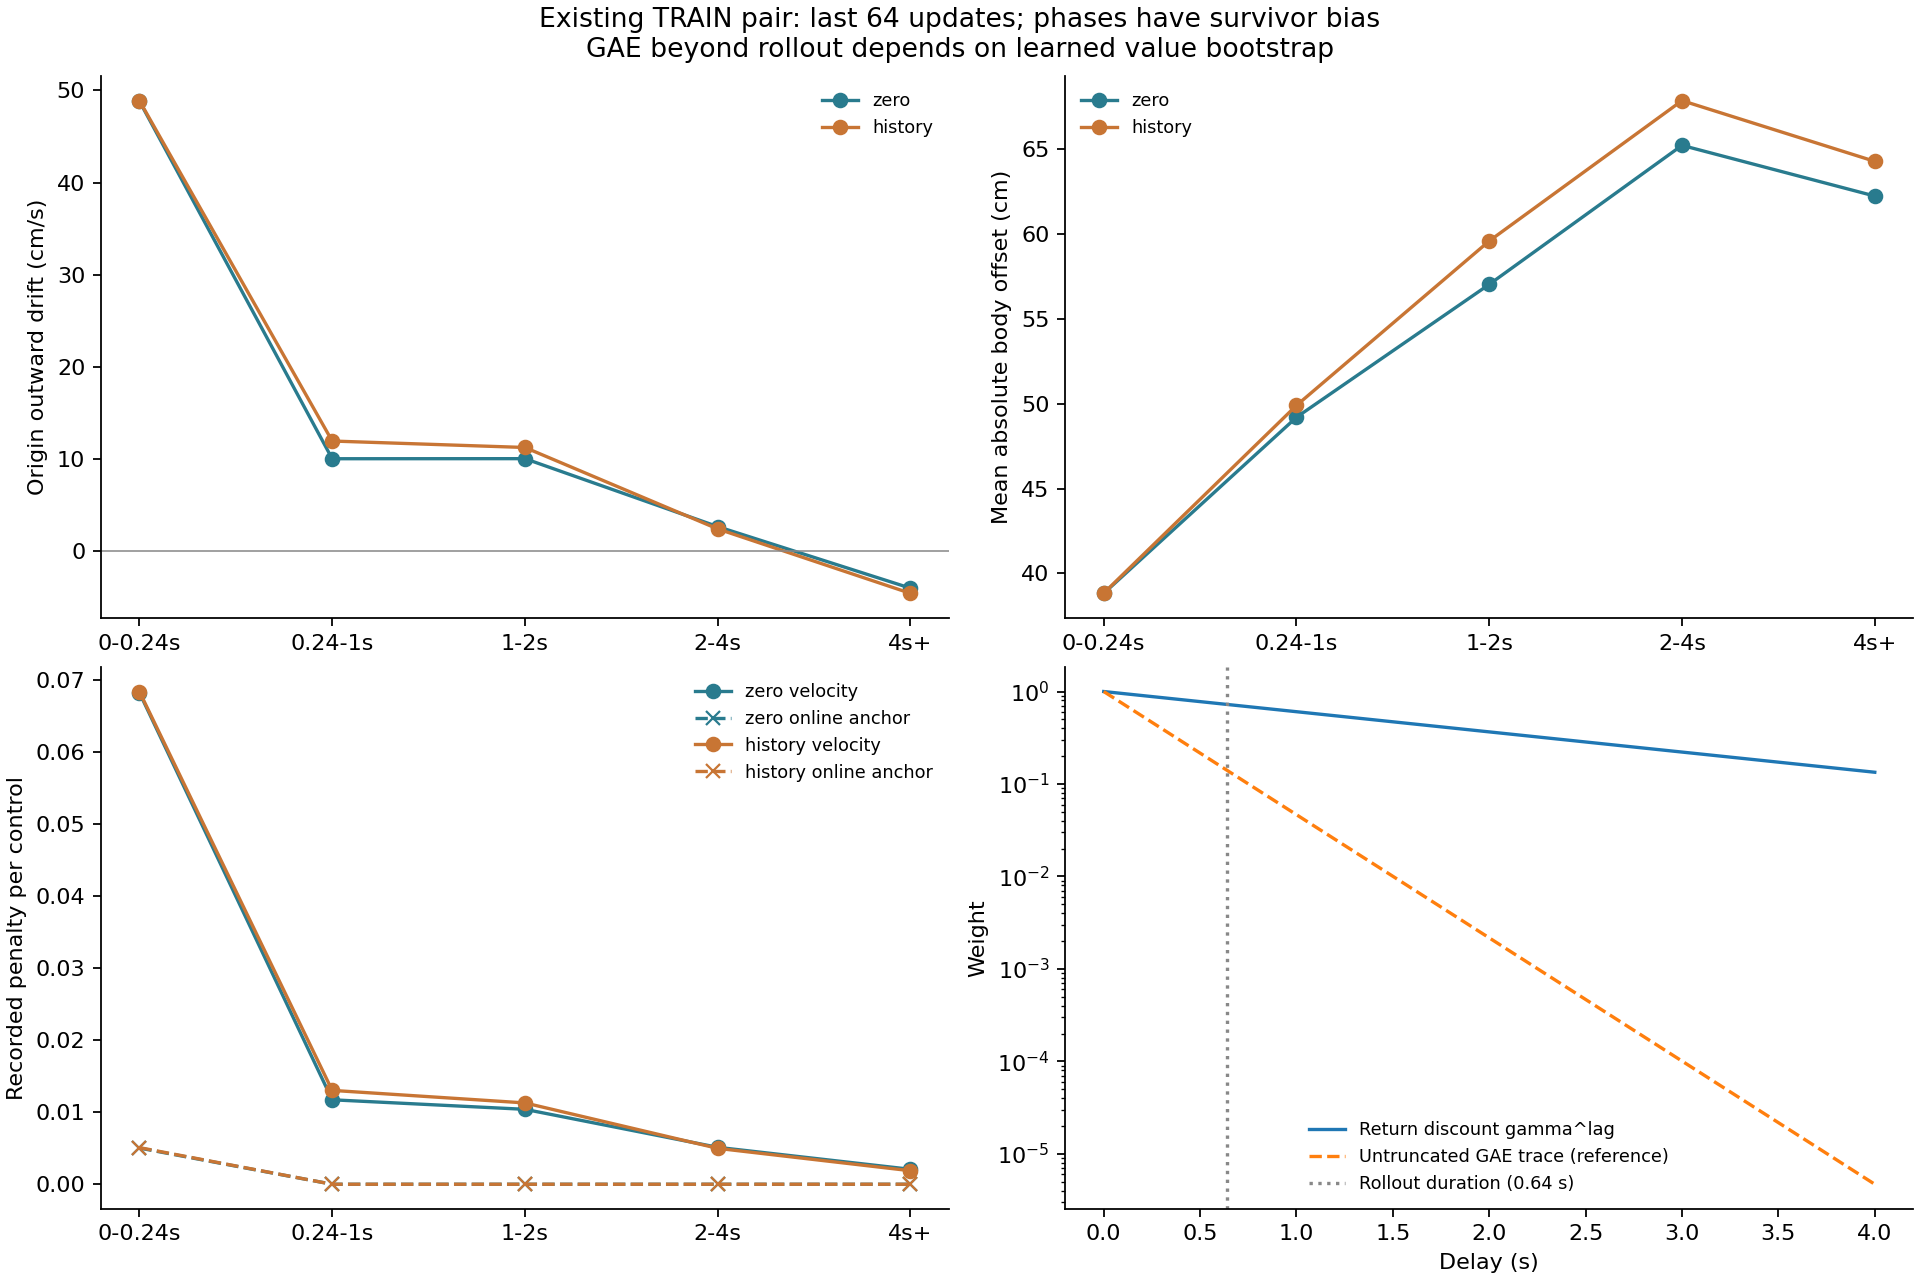 Existing TRAIN pair: last 64 updates; phases have survivor bias
GAE beyond rollout depends on learned value bootstrap
Origin outward drift (cm/s)
50
40
30
20
10
0
zero
history
0-0.24s
0.24-1s
1-2s
2-4s
4s+
Mean absolute body offset (cm)
65
60
55
50
45
40
zero
history
0-0.24s
0.24-1s
1-2s
2-4s
4s+
Recorded penalty per control
0.07
0.06
0.05
0.04
0.03
0.02
0.01
0.00
zero velocity
zero online anchor
history velocity
history online anchor
0-0.24s
0.24-1s
1-2s
2-4s
4s+
Weight
10⁰
10⁻¹
10⁻²
10⁻³
10⁻⁴
10⁻⁵
Return discount gamma^lag
Untruncated GAE trace (reference)
Rollout duration (0.64 s)
0.0
0.5
1.0
1.5
2.0
2.5
3.0
3.5
4.0
Delay (s)